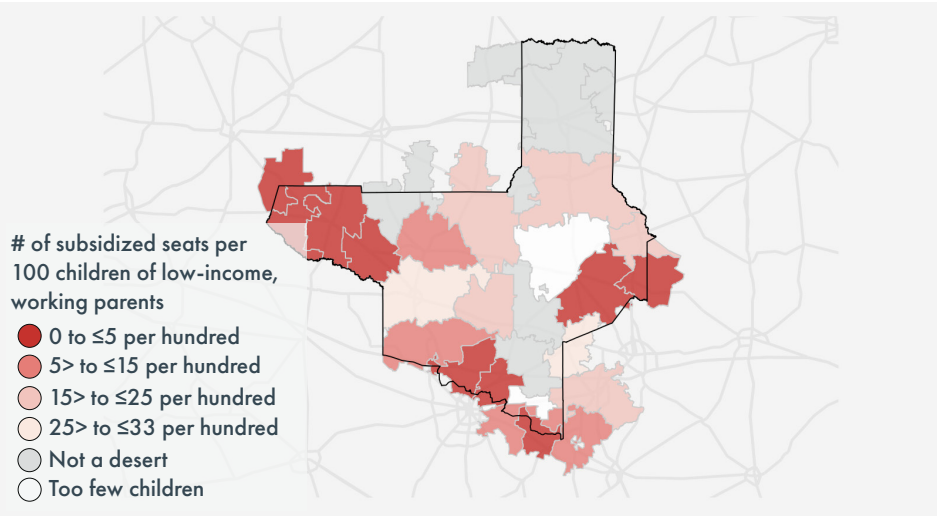 # of subsidized seats per
100 children of low-income,
working parents
0 to ≤5 per hundred
5> to ≤15 per hundred
15> to ≤25 per hundred
25> to ≤33 per hundred
Not a desert
Too few children